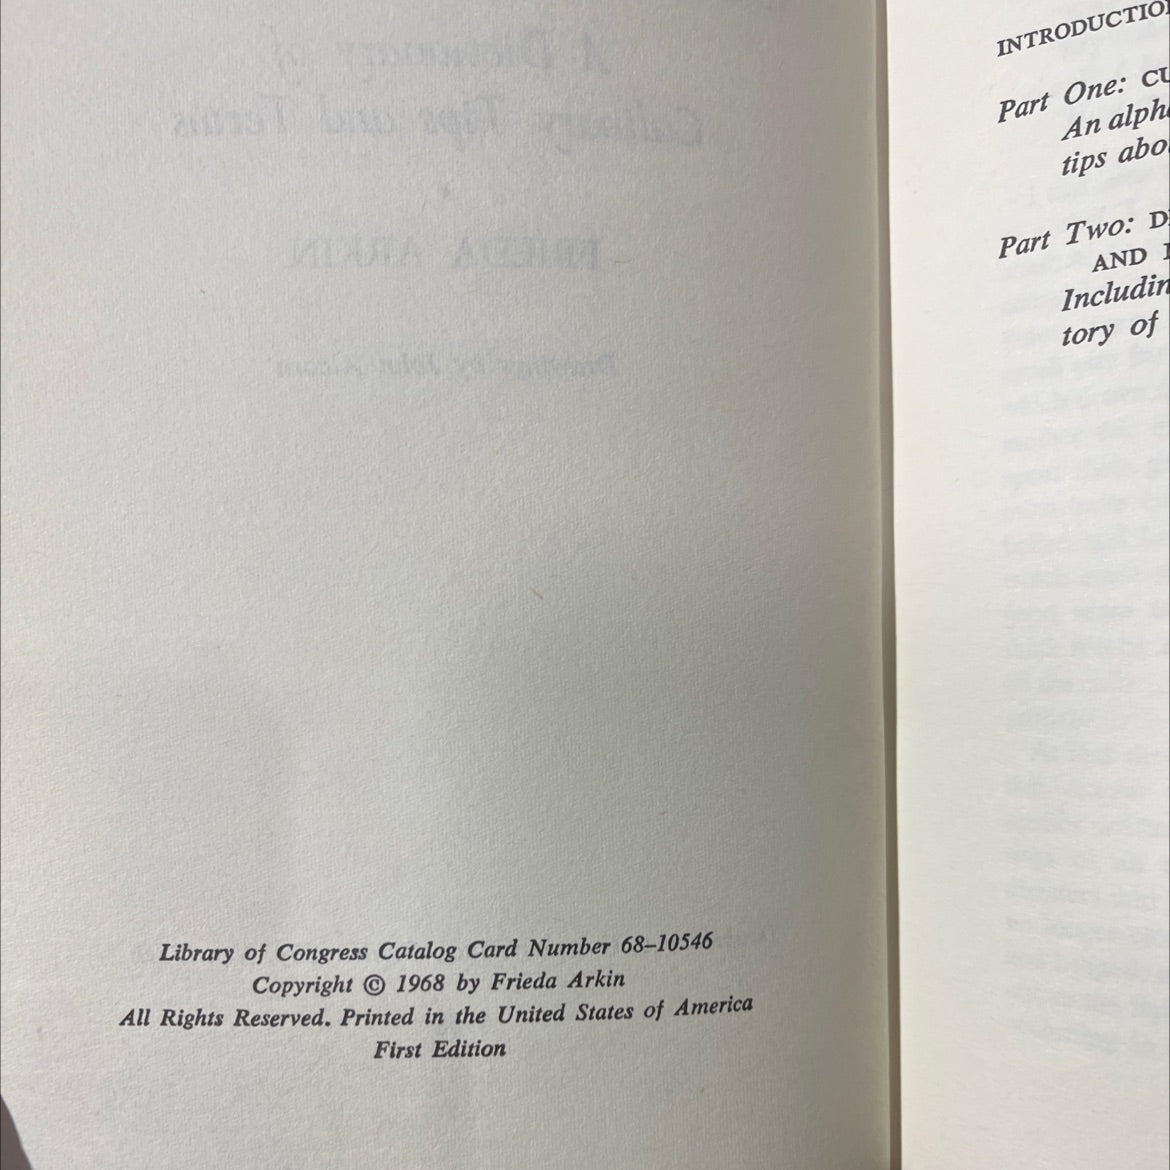 Library of Congress Catalog Card Number 68–10546
Copyright © 1968 by Frieda Arkin
All Rights Reserved. Printed in the United States of America
First Edition
INTRODUCTIO
Part One: CU
An alpha
tips abo
Part Two: D
AND
Includin
tory of